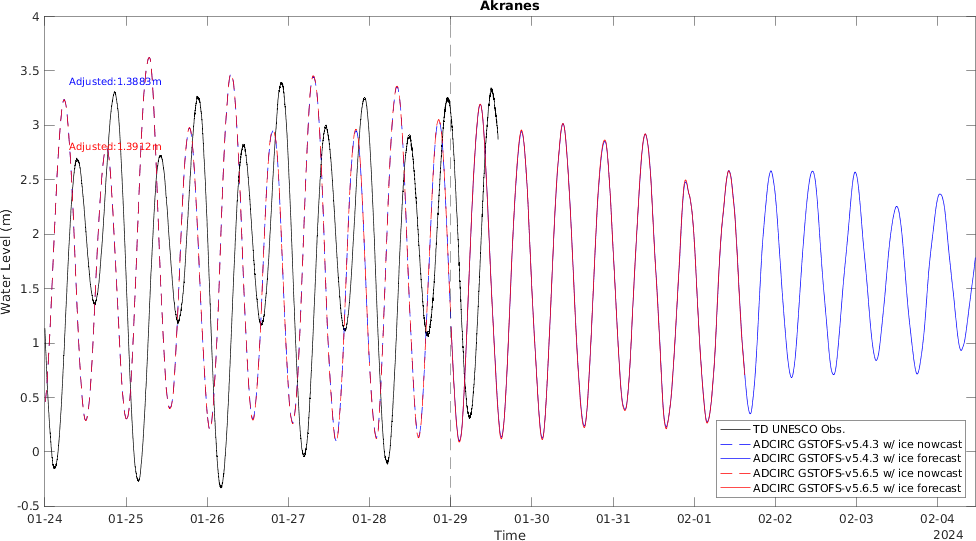 Akranes
4
3.5
3
2.5
2
1.5
1
0.5
0
-0.5
Water Level (m)
Adjusted:1.3883m
Adjusted:1.3912m
TD UNESCO Obs.
ADCIRC GSTOFS-v5.4.3 w/ ice nowcast
ADCIRC GSTOFS-v5.4.3 w/ ice forecast
ADCIRC GSTOFS-v5.6.5 w/ ice nowcast
ADCIRC GSTOFS-v5.6.5 w/ ice forecast
01-24 01-25 01-26 01-27 01-28 01-29 01-30 01-31 02-01 02-02 02-03 02-04
Time 2024